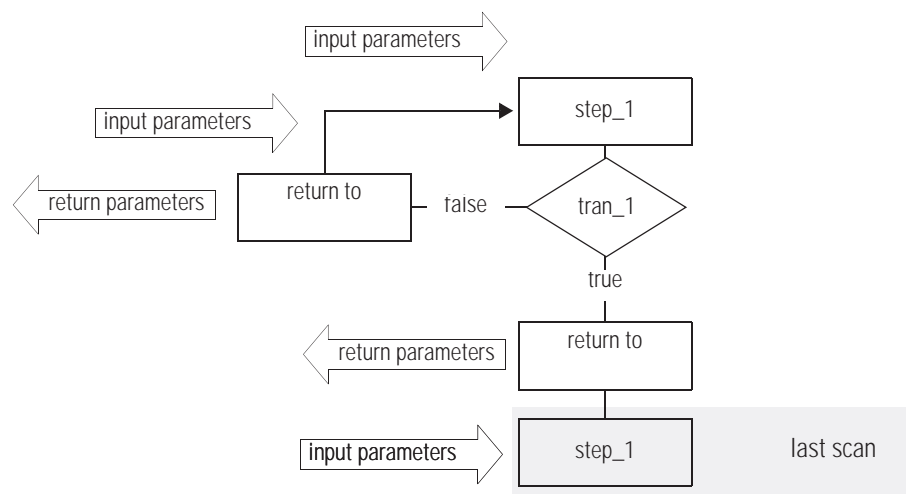 input parameters
step_1
input parameters
return to
return parameters
false
tran_1
true
return to
return parameters
step_1
last scan
input parameters